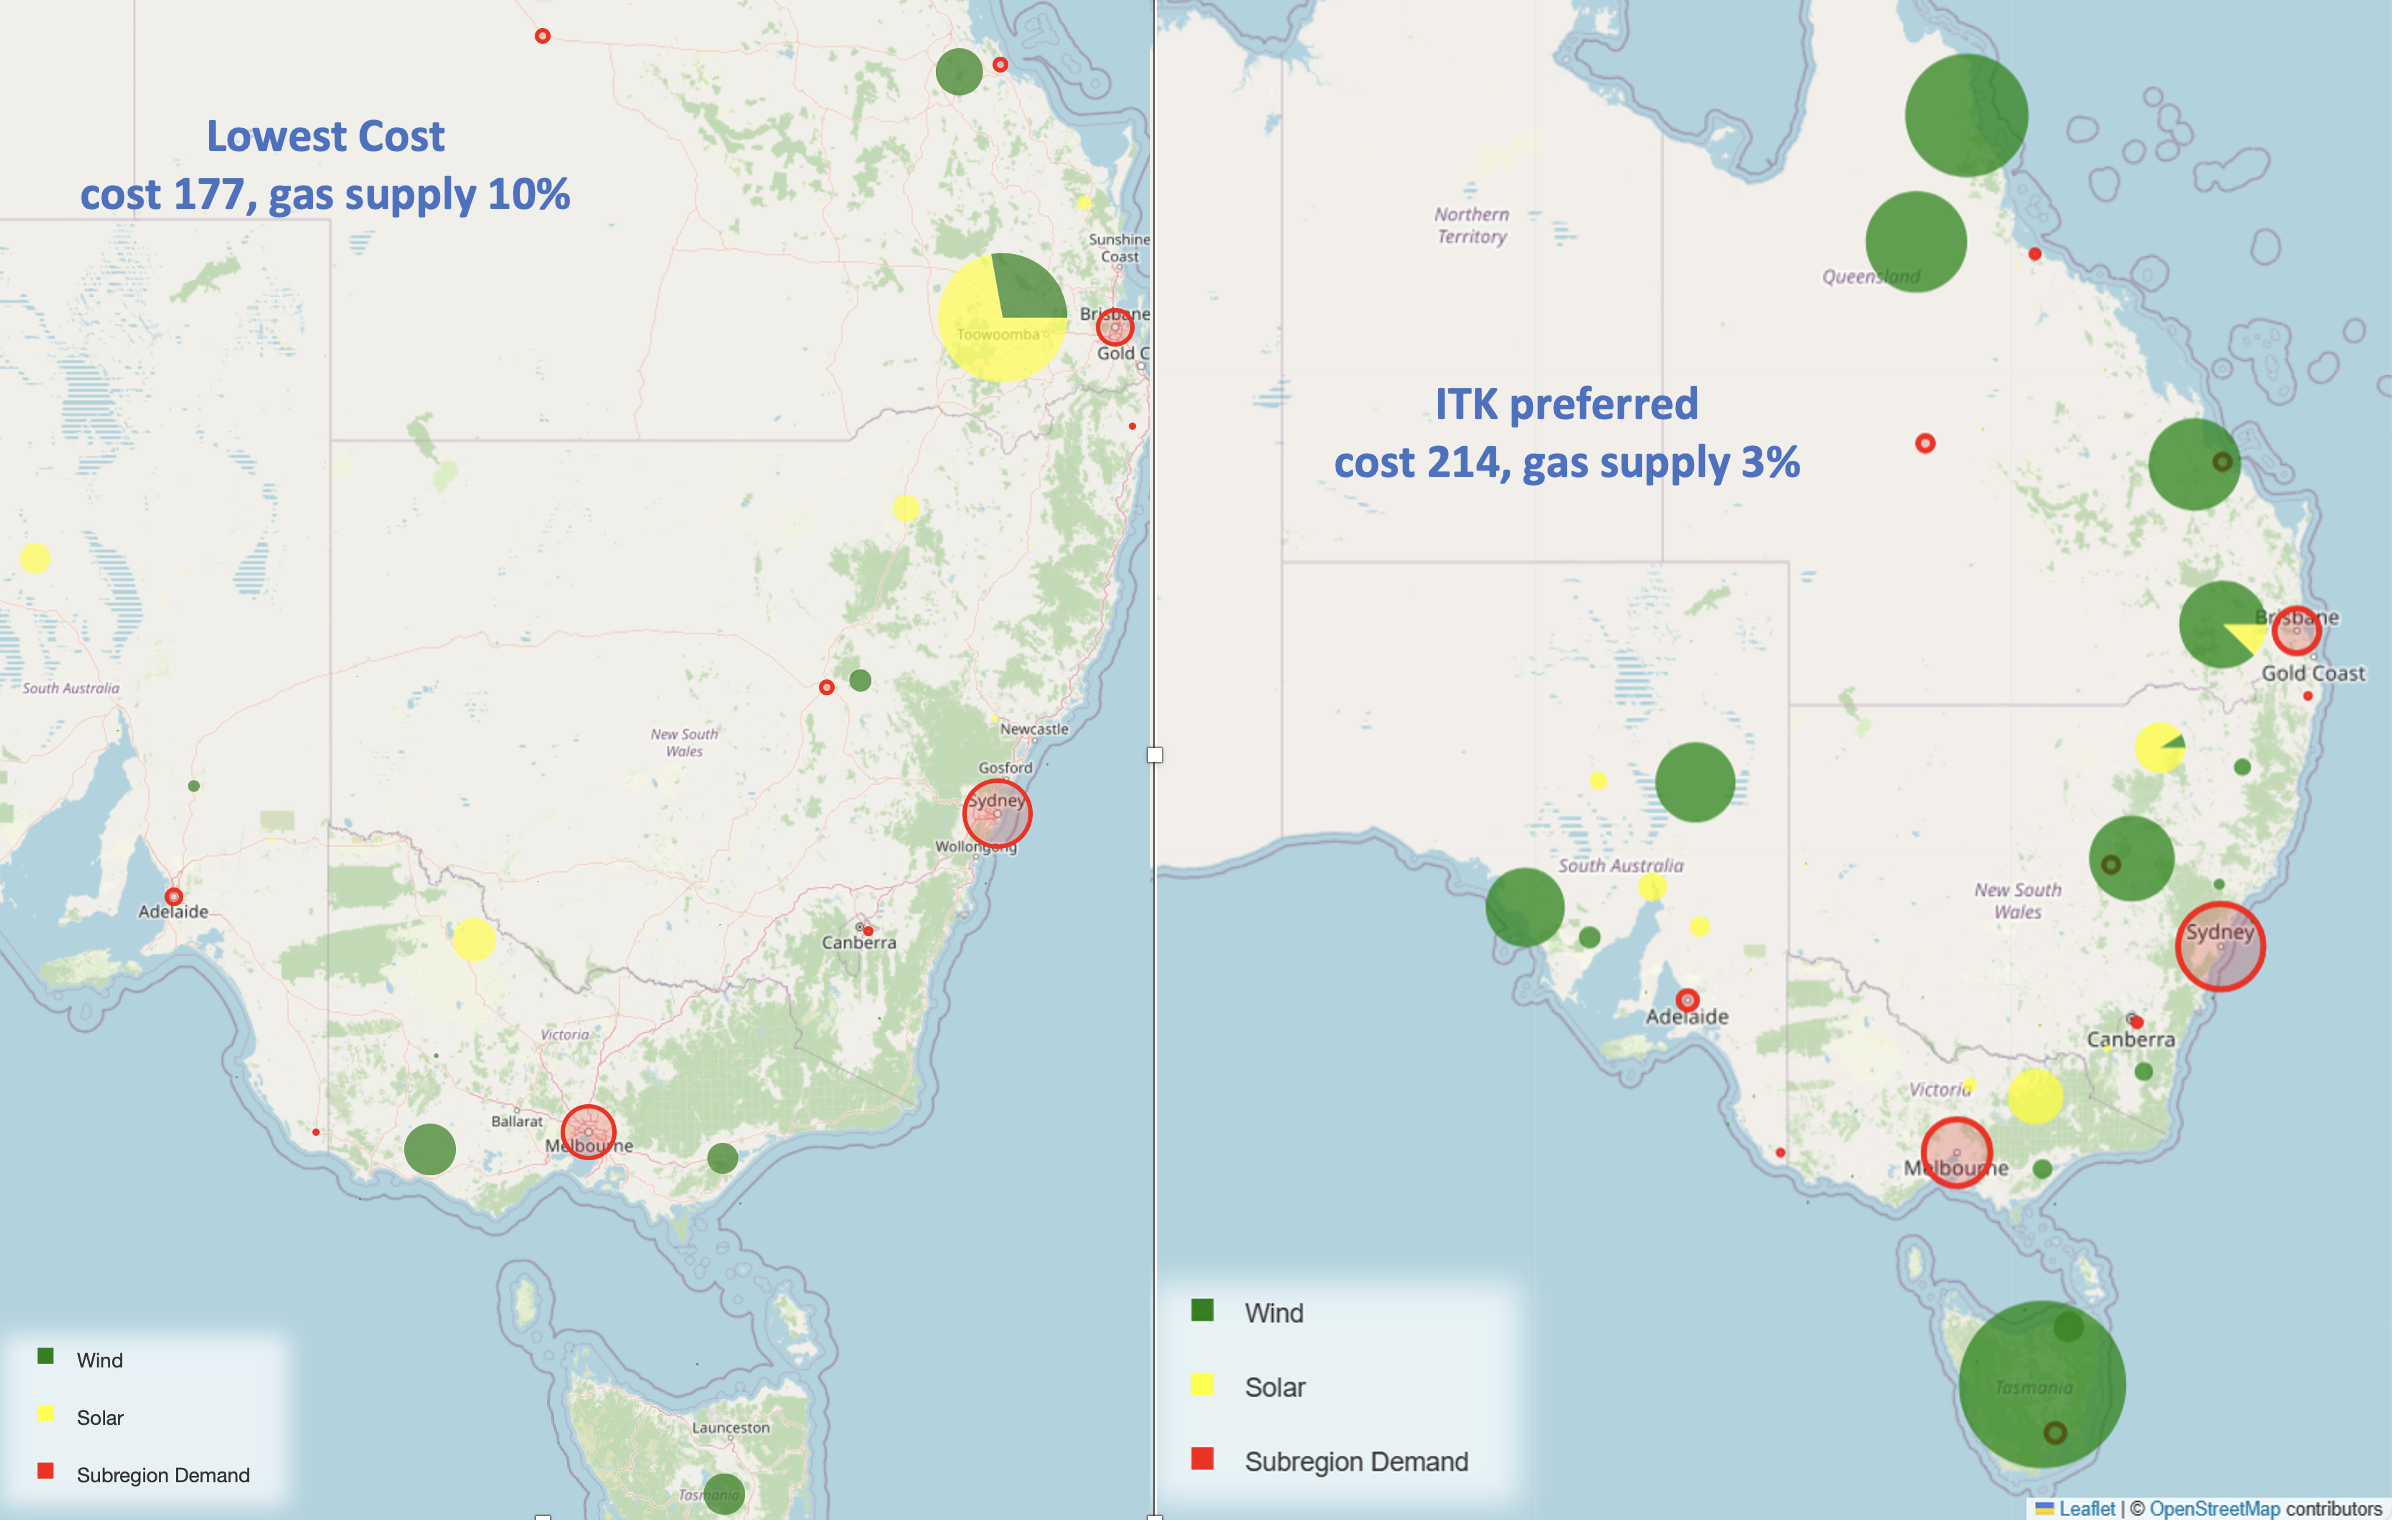 Lowest Cost
cost 177, gas supply 10%
Sunshine
Coast
Brisbane
Toowoomba
Gold C
South Australia
New South
Wales
Newcastle
Gosford
Sydney
Wollongong
Adelaide
Canberra
Victoria
Ballarat
Melbourne
Launceston
Tasmania
Wind
Solar
Subregion Demand
Northern
Territory
Queensland
ITK preferred
cost 214, gas supply 3%
Brisbane
Gold Coast
South Australia
New South
Wales
Sydney
Adelaide
Canberra
Victoria
Melbourne
Tasmania
Wind
Solar
Subregion Demand
Leaflet | © OpenStreetMap contributors